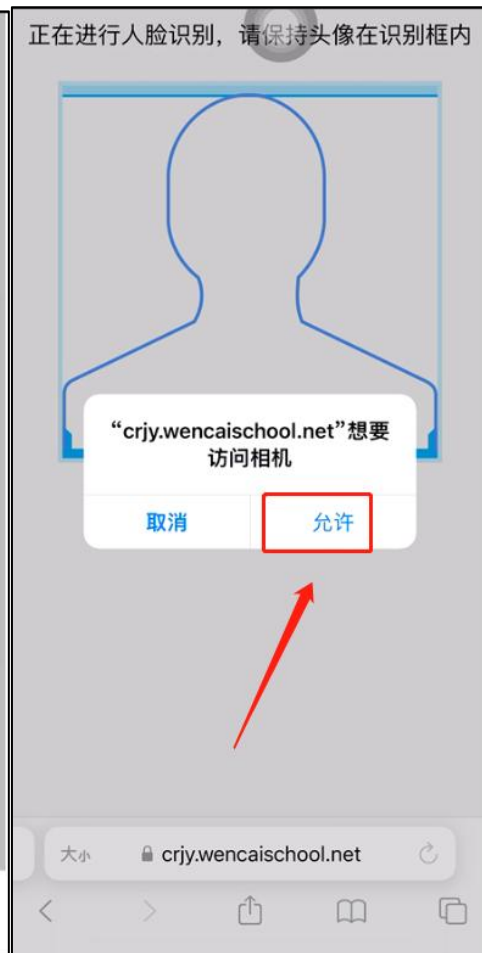 正在进行人脸识别，请保持头像在识别框内
“crjy.wencaischool.net”想要
访问相机
取消 允许
大小 crjy.wencaischool.net